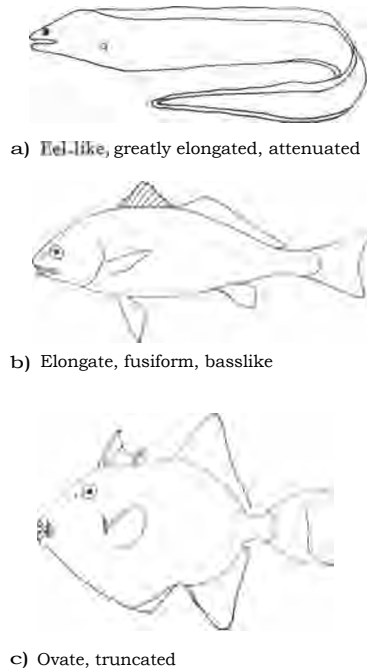 a) Eel-like, greatly elongated, attenuated
b) Elongate, fusiform, basslike
c) Ovate, truncated